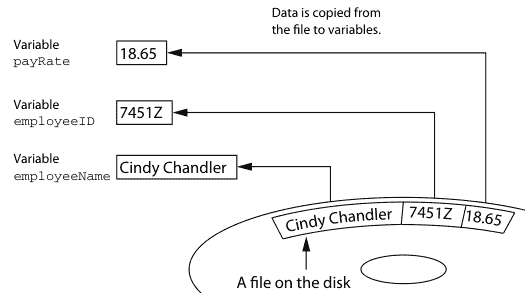 Data is copied from
the file to variables.
Variable
payRate
18.65
Variable
employeeID
7451Z
Variable
employeeName
Cindy Chandler
Cindy Chandler 7451Z 18.65
A file on the disk